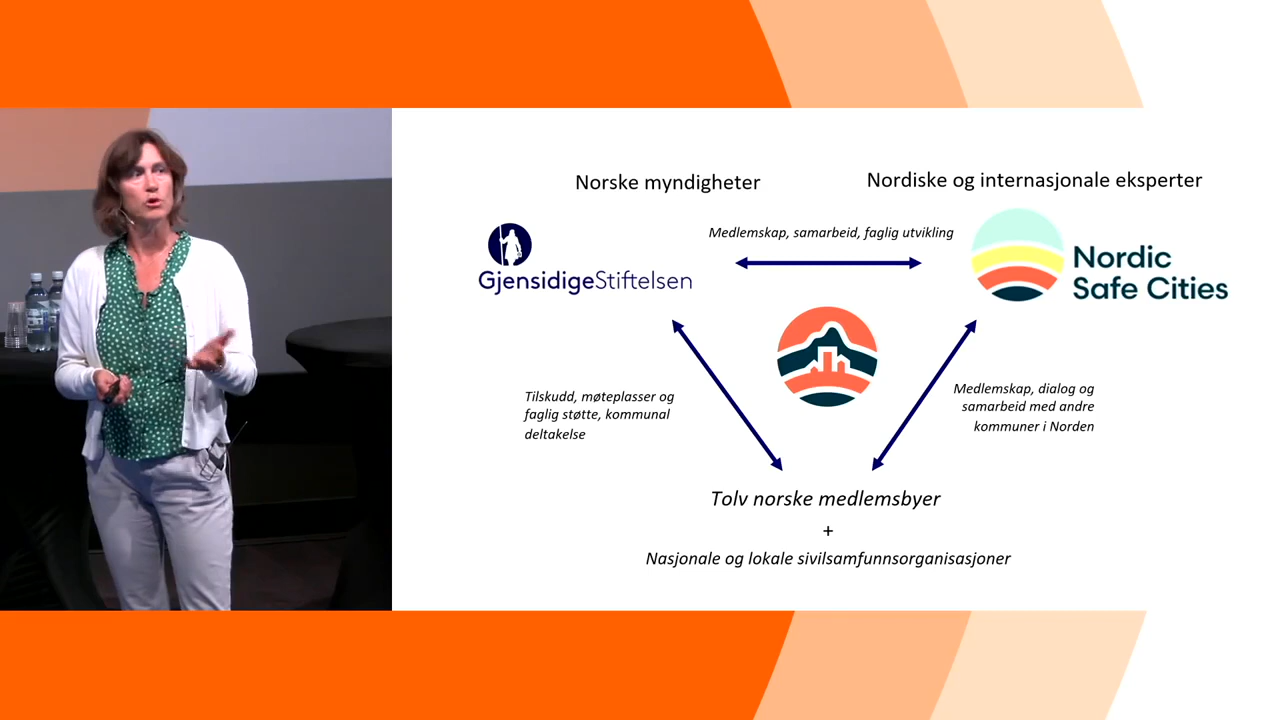 Norske myndigheter
Nordiske og internasjonale eksperter
GjensidigeStiftelsen
Medlemskap, samarbeid, faglig utvikling
Nordic
Safe Cities
Tilskudd, møteplasser og
faglig støtte, kommunal
deltakelse
Medlemskap, dialog og
samarbeid med andre
kommuner i Norden
Tolv norske medlemsbyer
+
Nasjonale og lokale sivilsamfunnsorganisasjoner